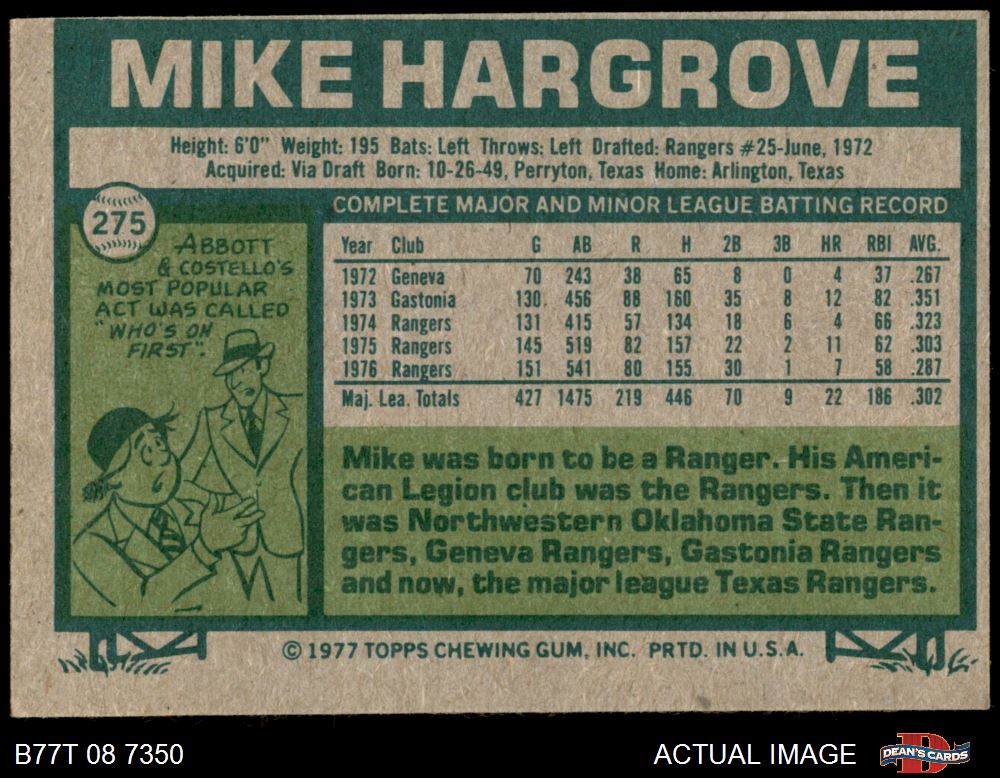 MIKE HARGROVE
Height: 6'0" Weight: 195 Bats: Left Throws: Left Drafted: Rangers #25-June, 1972
Acquired: Via Draft Born: 10-26-49, Perryton, Texas Home: Arlington, Texas
275
ABBOTT
& COSTELLO'S
MOST POPULAR
ACT WAS CALLED
"WHO'S ON
FIRST".
COMPLETE MAJOR AND MINOR LEAGUE BATTING RECORD
Year Club G AB R H 2B 3B HR RBI AVG.
1972 Geneva 70 243 38 65 8 0 4 37 .267
1973 Gastonia 130 456 88 160 35 8 12 82 .351
1974 Rangers 131 415 57 134 18 6 4 66 .323
1975 Rangers 145 519 82 157 22 2 11 62 .303
1976 Rangers 151 541 80 155 30 1 7 58 .287
Maj. Lea. Totals 427 1475 219 446 70 9 22 186 .302
Mike was born to be a Ranger. His Ameri-
can Legion club was the Rangers. Then it
was Northwestern Oklahoma State Ran-
gers, Geneva Rangers, Gastonia Rangers
and now, the major league Texas Rangers.
© 1977 TOPPS CHEWING GUM, INC. PRTD. IN U.S.A.
B77T 08 7350
ACTUAL IMAGE
D
DEAN'S CARDS